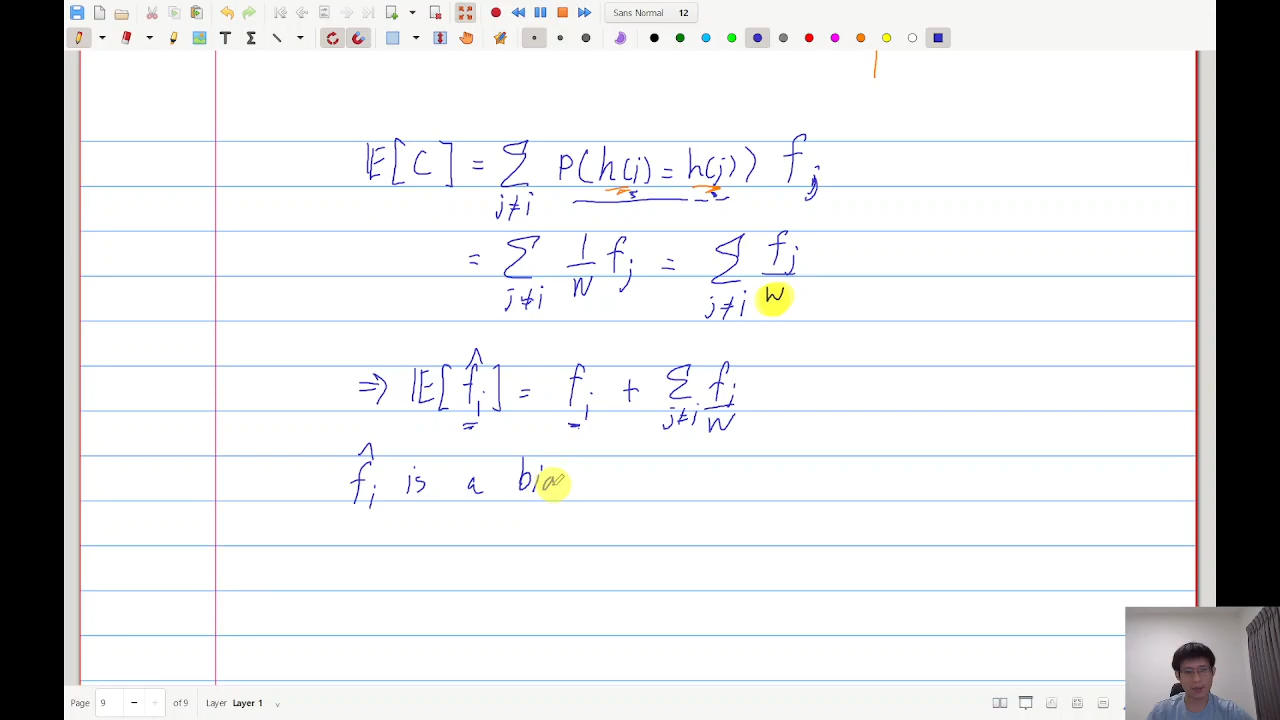 Sans Normal 12
E[C] = Σ_{j≠i} P(h(i) = h(j)) f_j
= Σ_{j≠i} 1/W f_j = Σ_{j≠i} f_j/W
⇒ E[f̂_i] = f_i + Σ_{j≠i} f_j/W
f̂_i is a bia
Page 9 of 9 Layer Layer 1